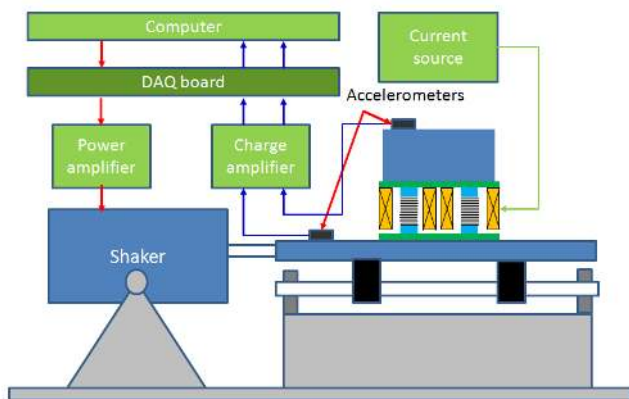 Computer
Current
source
DAQ board
Accelerometers
Power
amplifier
Charge
amplifier
Shaker